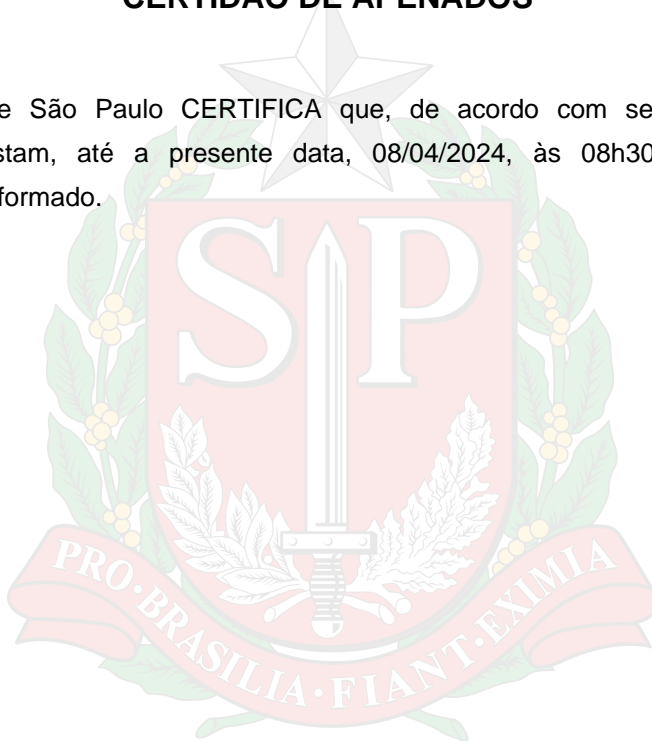 CERTIDÃO DE APENADOS
e São Paulo CERTIFICA que, de acordo com se
stam, até a presente data, 08/04/2024, às 08h30
formado.
SP
PRO·BRASILIA·FIANT·EXIMIA